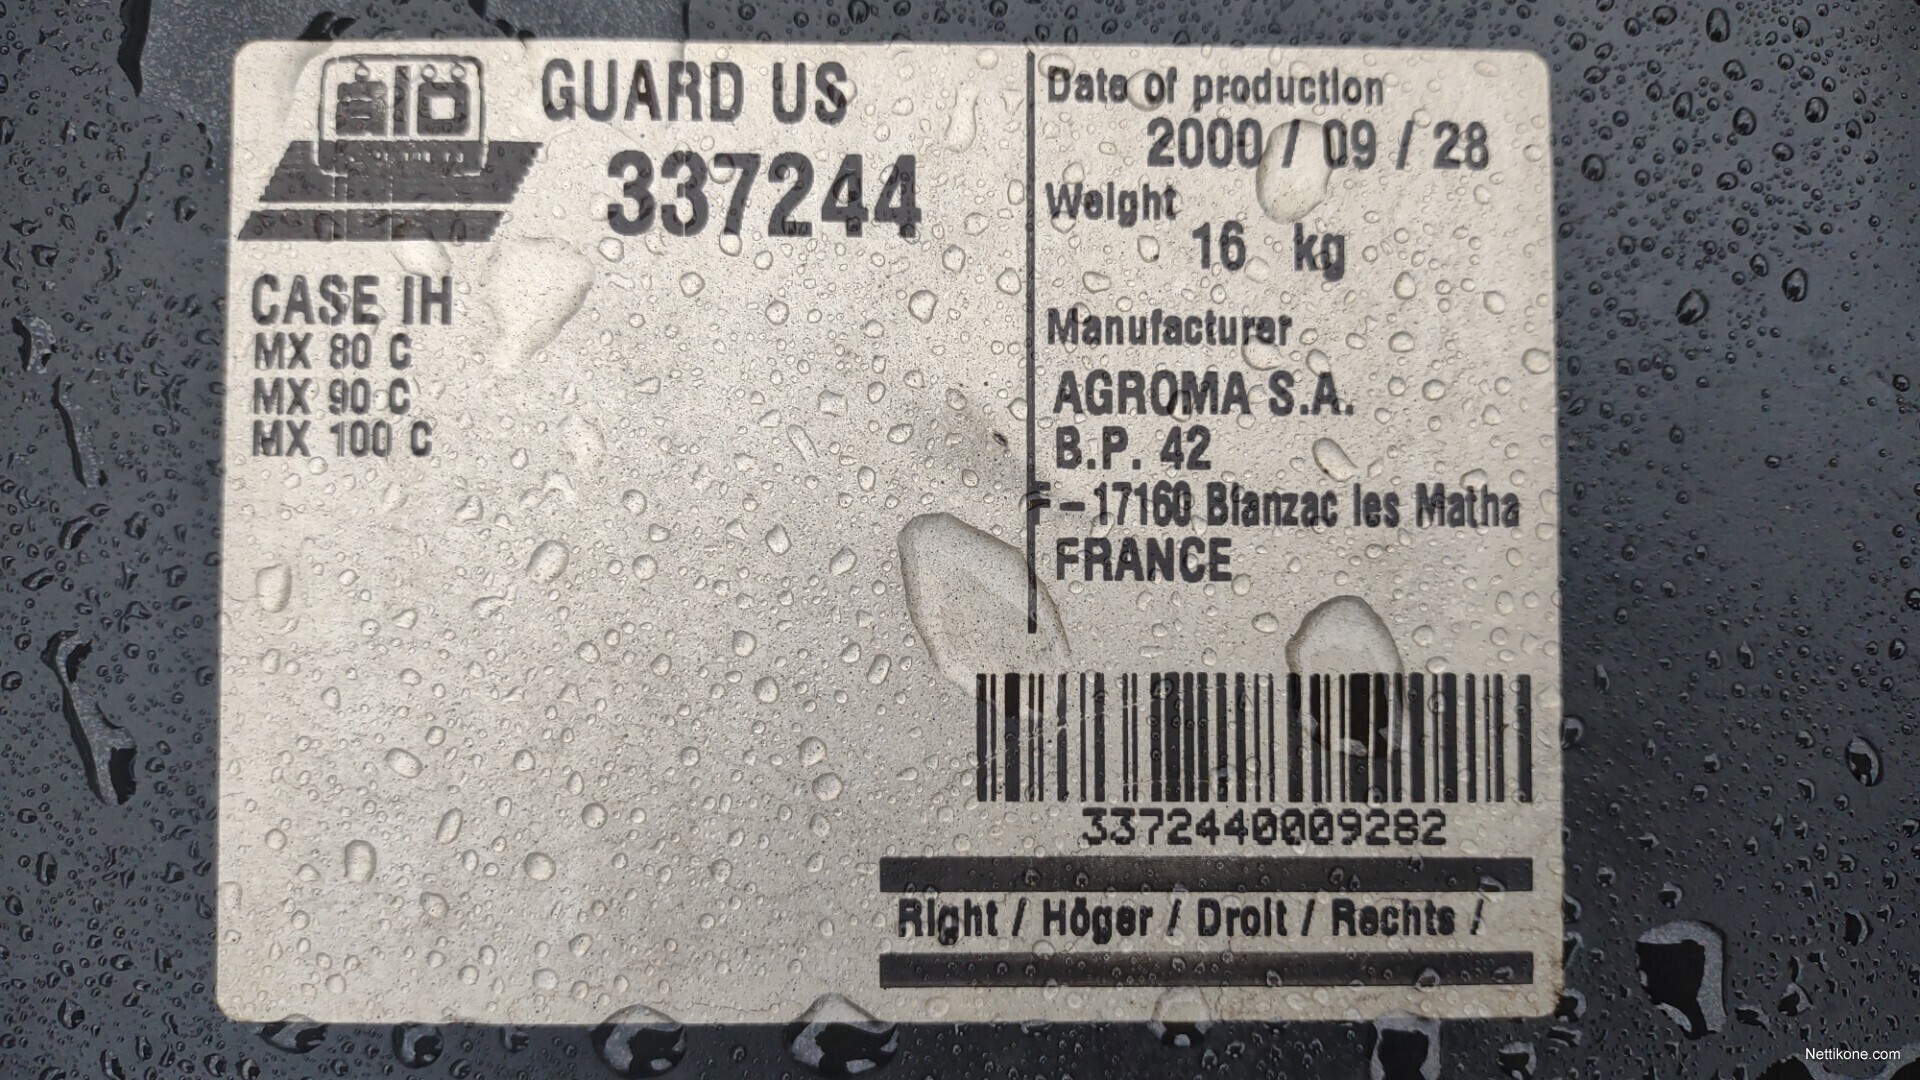 alo
GUARD US
337244
CASE IH
MX 80 C
MX 90 C
MX 100 C
Date of production
2000 / 09 / 28
Weight
16 kg
Manufacturer
AGROMA S.A.
B.P. 42
F - 17160 Blanzac les Matha
FRANCE
3372440009282
Right / Höger / Droit / Rechts /
Nettikone.com